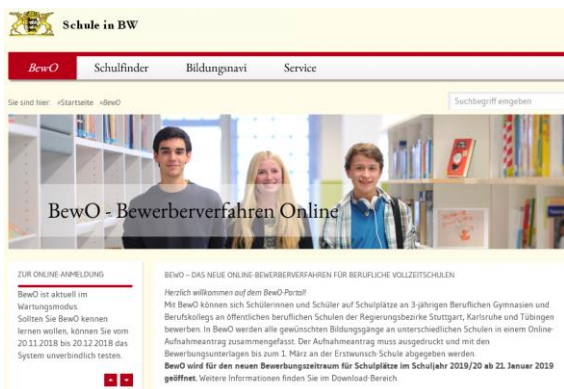 Schule in BW
BewO Schulfinder Bildungsnavi Service
Sie sind hier: »Startseite »BewO
Suchbegriff eingeben
BewO - Bewerberverfahren Online
ZUR ONLINE-ANMELDUNG
BewO ist aktuell im
Wartungsmodus.
Sollten Sie BewO kennen
lernen wollen, können Sie vom
20.11.2018 bis 20.12.2018 das
System unverbindlich testen.
BEWO – DAS NEUE ONLINE-BEWERBERVERFAHREN FÜR BERUFLICHE VOLLZEITSCHULEN
Herzlich willkommen auf dem BewO-Portal!
Mit BewO können sich Schülerinnen und Schüler auf Schulplätze an 3-jährigen Beruflichen Gymnasien und
Berufskollegs an öffentlichen beruflichen Schulen der Regierungsbezirke Stuttgart, Karlsruhe und Tübingen
bewerben. In BewO werden alle gewünschten Bildungsgänge an unterschiedlichen Schulen in einem Online-
Aufnahmeantrag zusammengefasst. Der Aufnahmeantrag muss ausgedruckt und mit den
Bewerbungsunterlagen bis zum 1. März an der Erstwunsch-Schule abgegeben werden.
BewO wird für den neuen Bewerbungszeitraum für Schulplätze im Schuljahr 2019/20 ab 21. Januar 2019
geöffnet. Weitere Informationen finden Sie im Download-Bereich.